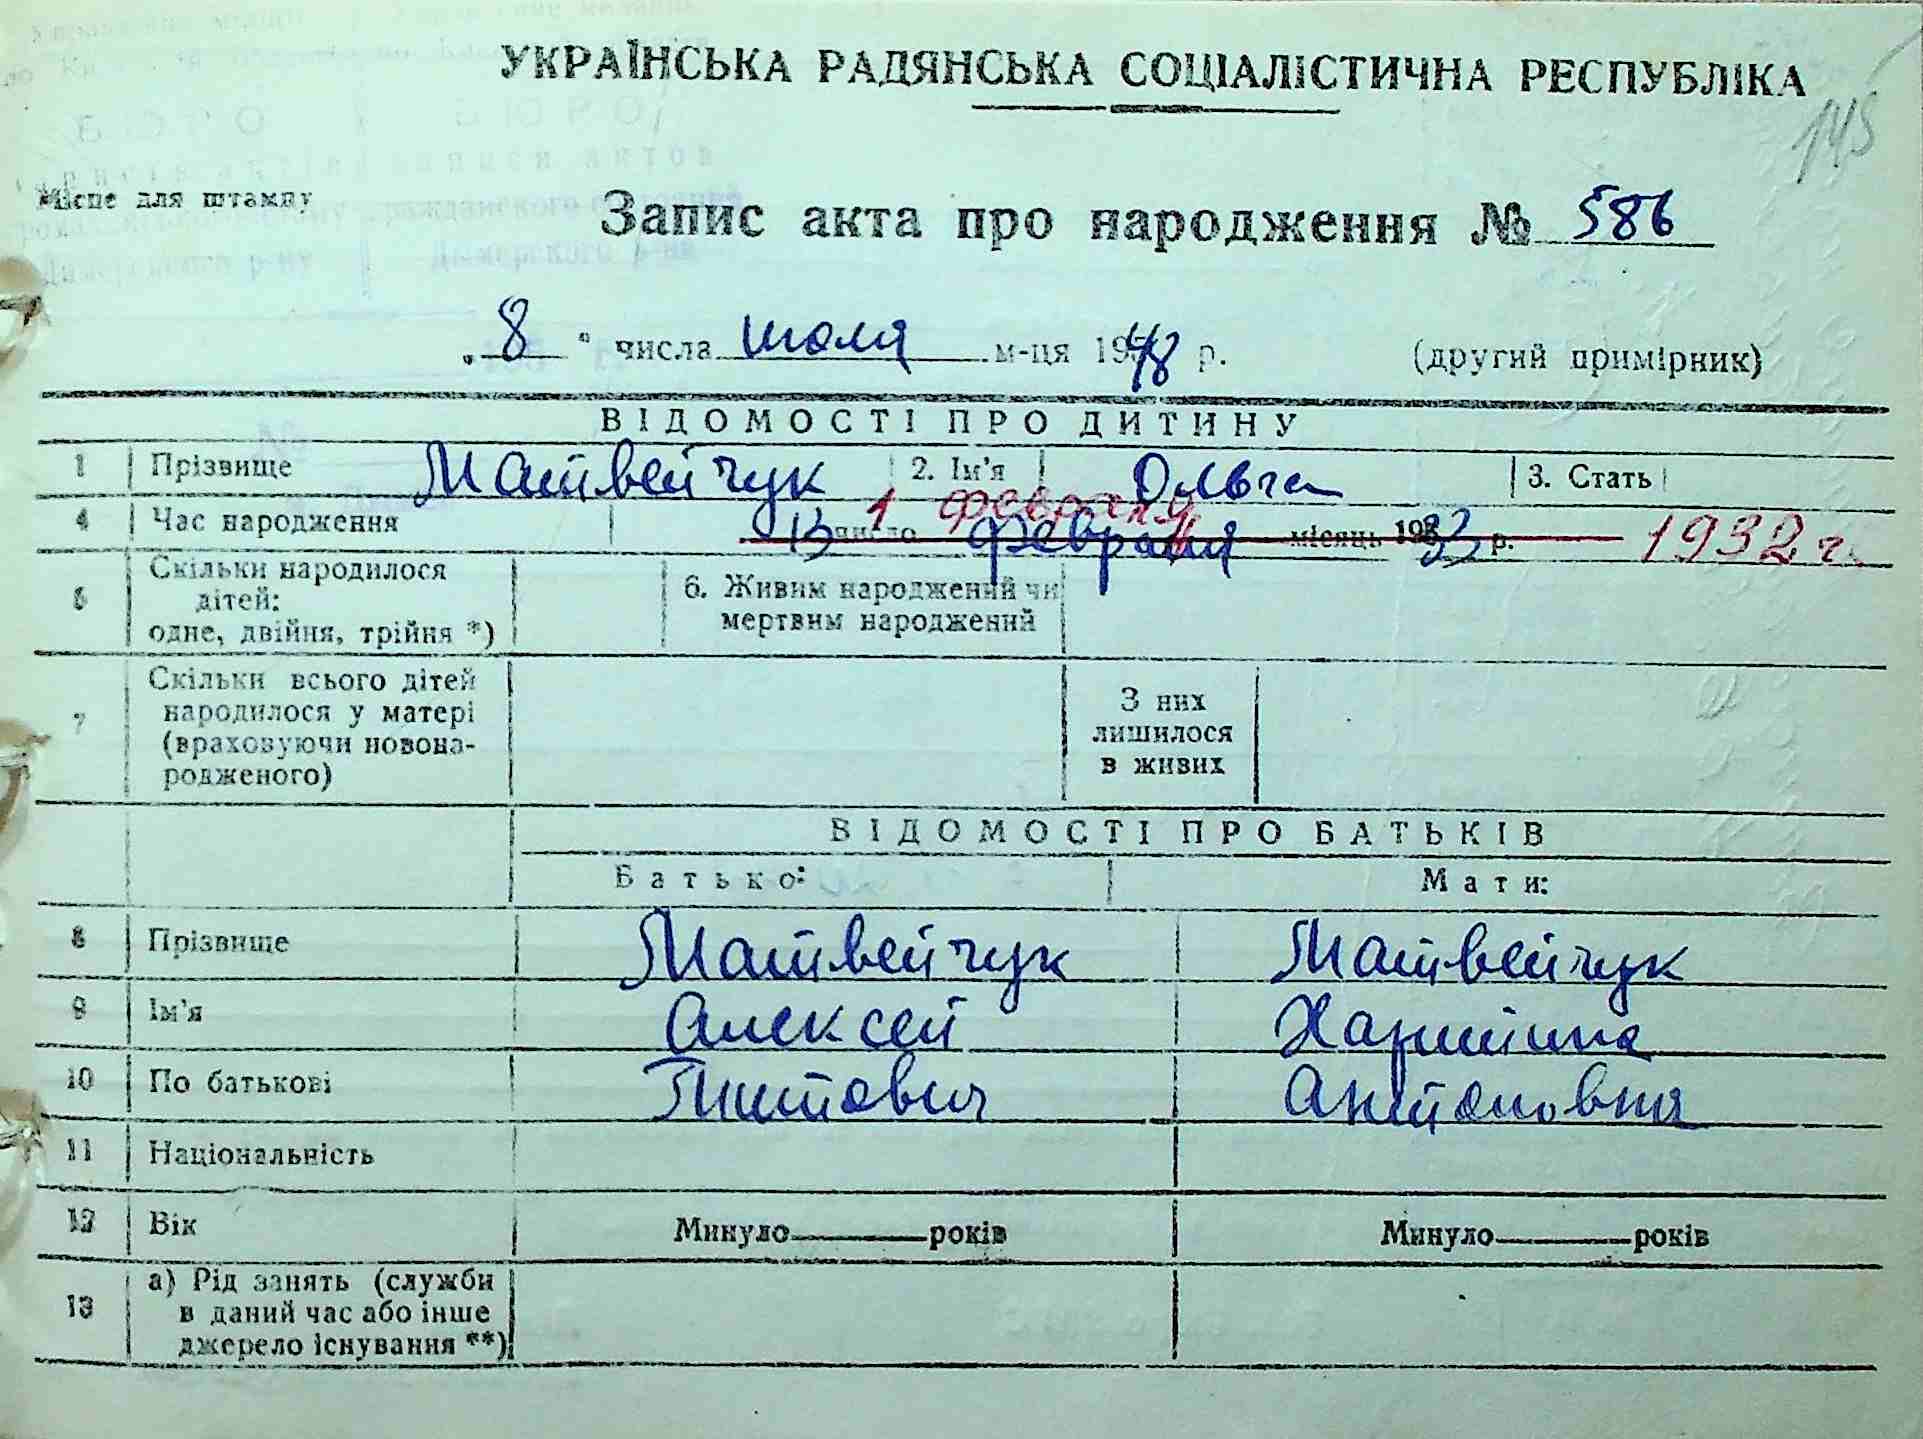 УКРАЇНСЬКА РАДЯНСЬКА СОЦІАЛІСТИЧНА РЕСПУБЛІКА
145
Місце для штампу
Запис акта про народження № 586
„ 8 " числа июля м-ця 1948 р. (другий примірник)
ВІДОМОСТІ ПРО ДИТИНУ
1 Прізвище Матвейчук 2. Ім'я Ольга 3. Стать
1 февраля 1932 г.
4 Час народження 13 число февраля місяць 1933 р.
5 Скільки народилося дітей: одне, двійня, трійня *) 6. Живим народжений чи мертвим народжений
7 Скільки всього дітей народилося у матері (враховуючи новонародженого) З них лишилося в живих
ВІДОМОСТІ ПРО БАТЬКІВ
Батько: Мати:
8 Прізвище Матвейчук Матвейчук
9 Ім'я Алексей Харитина
10 По батькові Титович Антоновна
11 Національність
12 Вік Минуло років Минуло років
13 а) Рід занять (служби в даний час або інше джерело існування **)